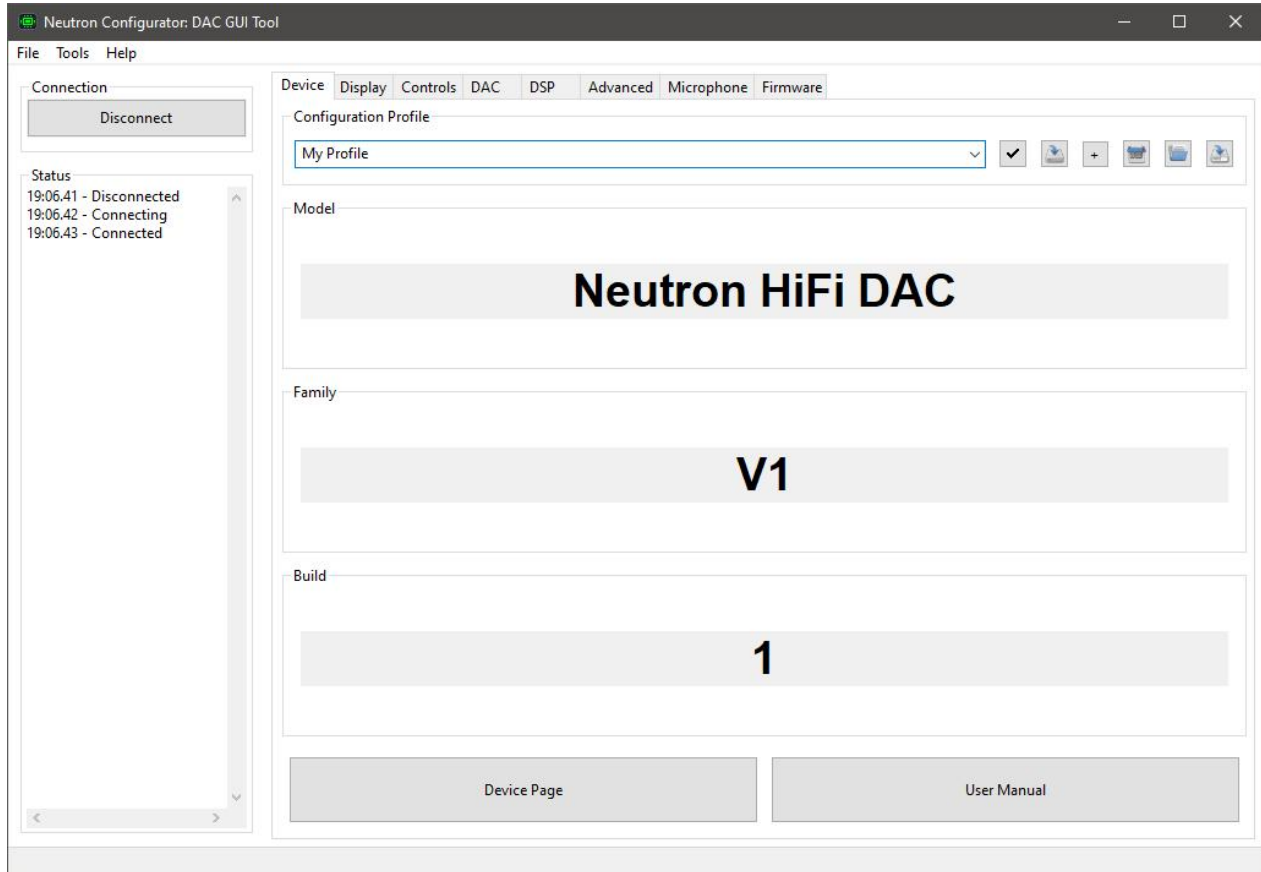 Neutron Configurator: DAC GUI Tool
File Tools Help
Connection
Disconnect
Status
19:06.41 - Disconnected
19:06.42 - Connecting
19:06.43 - Connected
Device Display Controls DAC DSP Advanced Microphone Firmware
Configuration Profile
My Profile
+
Model
Neutron HiFi DAC
Family
V1
Build
1
Device Page
User Manual